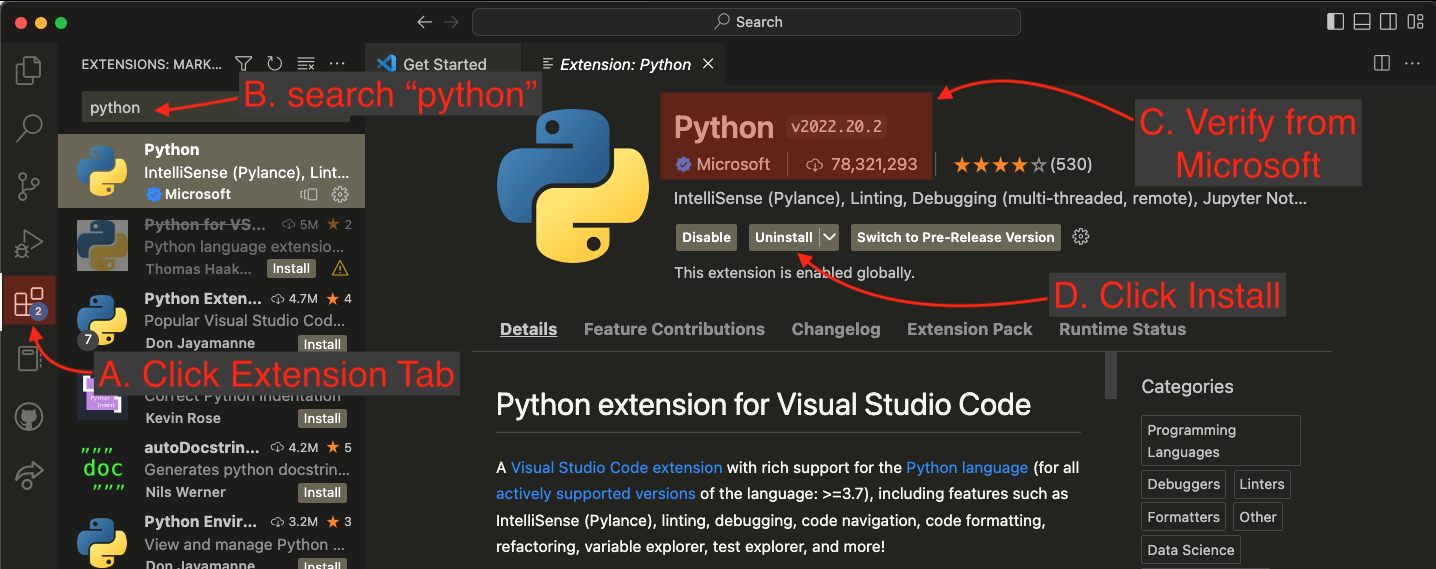 Search
EXTENSIONS: MARK...
Get Started
Extension: Python
B. search “python”
python
Python
IntelliSense (Pylance), Lint...
Microsoft
Python for VS...
5M
2
Python language extensio...
Thomas Haak...
Install
2
Python Exten...
4.7M
4
Popular Visual Studio Cod...
7
Don Jayamanne
Install
A. Click Extension Tab
Correct Python Indentation
Python
Indent
Kevin Rose
Install
autoDocstrin...
4.2M
5
””” doc ”””
Generates python docstrin...
Nils Werner
Install
Python Envir...
3.2M
3
View and manage Python ...
Don Jayamanne
Install
Python
v2022.20.2
Microsoft
78,321,293
(530)
C. Verify from
Microsoft
IntelliSense (Pylance), Linting, Debugging (multi-threaded, remote), Jupyter Not...
Disable
Uninstall
Switch to Pre-Release Version
This extension is enabled globally.
D. Click Install
Details
Feature Contributions
Changelog
Extension Pack
Runtime Status
Python extension for Visual Studio Code
A Visual Studio Code extension with rich support for the Python language (for all
actively supported versions of the language: >=3.7), including features such as
IntelliSense (Pylance), linting, debugging, code navigation, code formatting,
refactoring, variable explorer, test explorer, and more!
Categories
Programming
Languages
Debuggers
Linters
Formatters
Other
Data Science